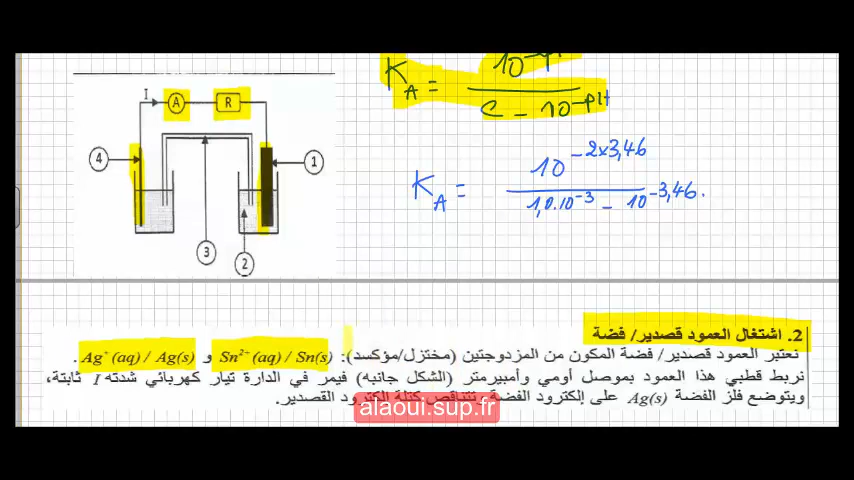 K_A = 10^-2pH / C - 10^-pH
I
A
R
4
1
3
2
K_A = 10^-2×3,46 / 1,0.10^-3 - 10^-3,46.
2. اشتغال العمود قصدير/ فضة
نعتبر العمود قصدير/ فضة المكون من المزدوجتين (مختزل/مؤكسد): Sn²⁺(aq) / Sn(s) و Ag⁺(aq) / Ag(s) .
نربط قطبي هذا العمود بموصل أومي وأمبيرمتر (الشكل جانبه) فيمر في الدارة تيار كهربائي شدته I ثابتة،
ويتوضع فلز الفضة Ag(s) على إلكترود الفضة وتتناقص كتلة إلكترود القصدير.
alaoui.sup.fr